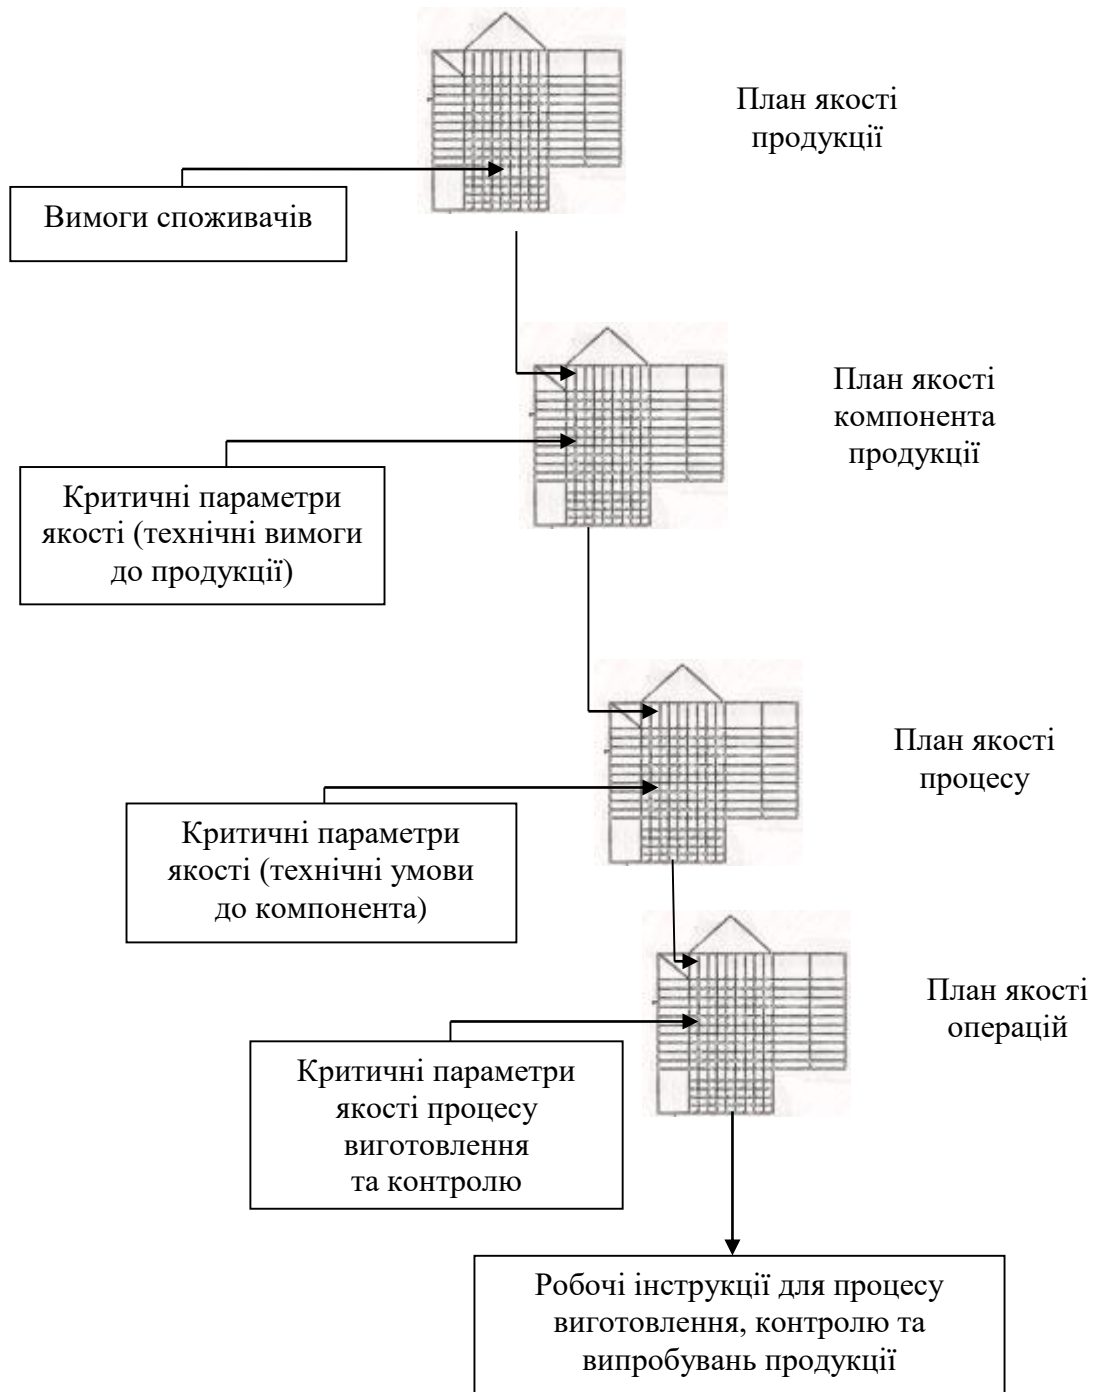 План якості
продукції
Вимоги споживачів
План якості
компонента
продукції
Критичні параметри
якості (технічні вимоги
до продукції)
План якості
процесу
Критичні параметри
якості (технічні умови
до компонента)
План якості
операцій
Критичні параметри
якості процесу
виготовлення
та контролю
Робочі інструкції для процесу
виготовлення, контролю та
випробувань продукції